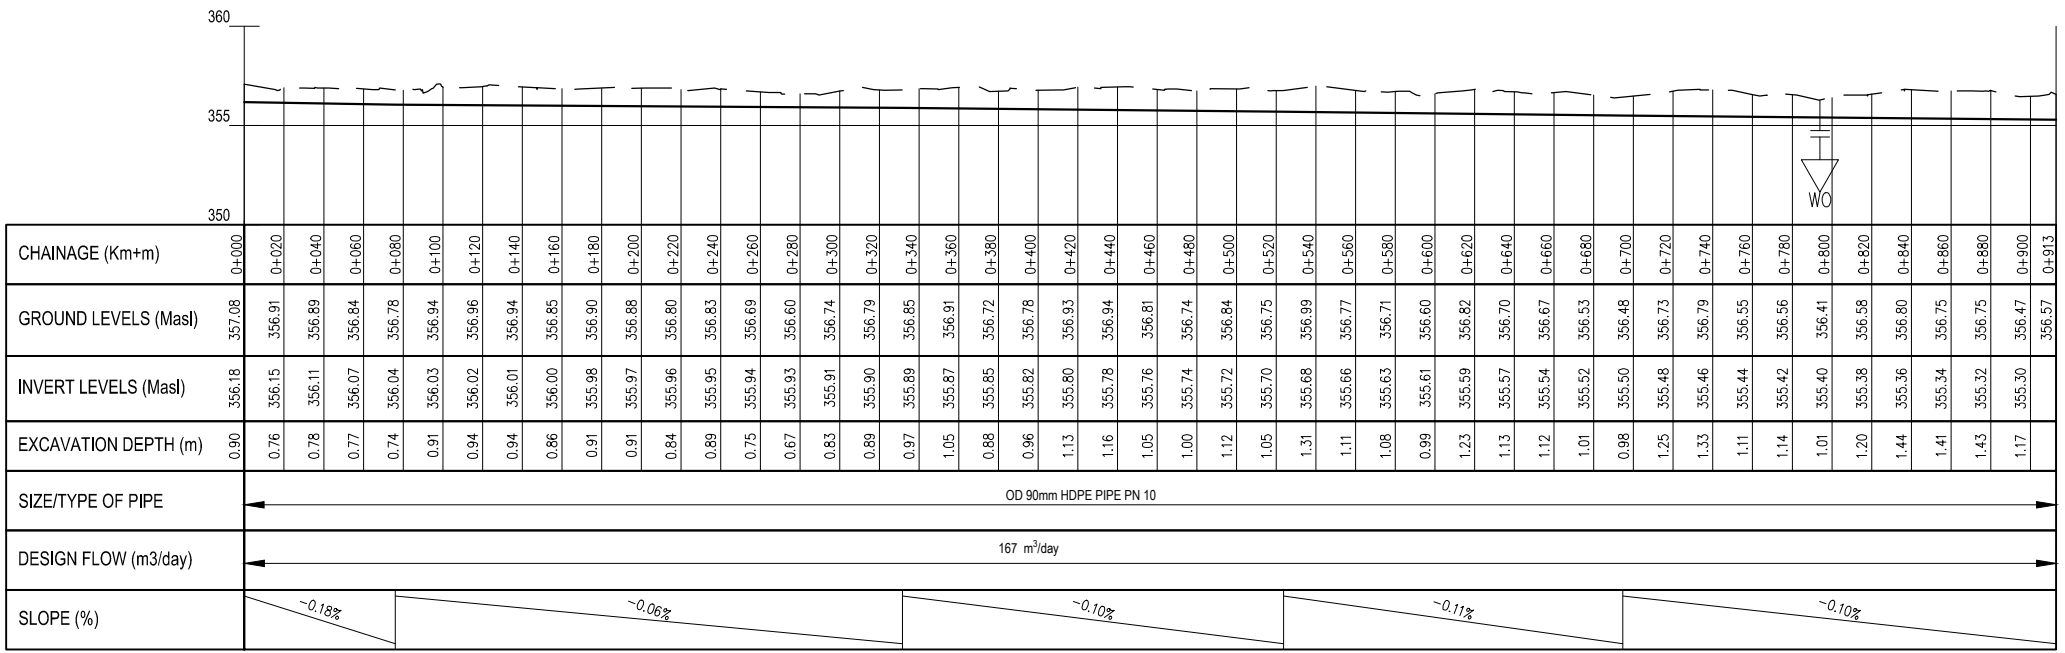 360
355
350
WO
CHAINAGE (Km+m) 0+000 0+020 0+040 0+060 0+080 0+100 0+120 0+140 0+160 0+180 0+200 0+220 0+240 0+260 0+280 0+300 0+320 0+340 0+360 0+380 0+400 0+420 0+440 0+460 0+480 0+500 0+520 0+540 0+560 0+580 0+600 0+620 0+640 0+660 0+680 0+700 0+720 0+740 0+760 0+780 0+800 0+820 0+840 0+860 0+880 0+900 0+913
GROUND LEVELS (Masl) 357.08 356.91 356.89 356.84 356.78 356.94 356.96 356.94 356.85 356.90 356.88 356.80 356.83 356.69 356.60 356.74 356.79 356.85 356.91 356.72 356.78 356.93 356.94 356.81 356.74 356.84 356.75 356.99 356.77 356.71 356.60 356.82 356.70 356.67 356.53 356.48 356.73 356.79 356.55 356.56 356.41 356.58 356.80 356.75 356.75 356.47 356.57
INVERT LEVELS (Masl) 356.18 356.15 356.11 356.07 356.04 356.03 356.02 356.01 356.00 355.98 355.97 355.96 355.95 355.94 355.93 355.91 355.90 355.89 355.87 355.85 355.82 355.80 355.78 355.76 355.74 355.72 355.70 355.68 355.66 355.63 355.61 355.59 355.57 355.54 355.52 355.50 355.48 355.46 355.44 355.42 355.40 355.38 355.36 355.34 355.32 355.30
EXCAVATION DEPTH (m) 0.90 0.76 0.78 0.77 0.74 0.91 0.94 0.94 0.86 0.91 0.91 0.84 0.89 0.75 0.67 0.83 0.89 0.97 1.05 0.88 0.96 1.13 1.16 1.05 1.00 1.12 1.05 1.31 1.11 1.08 0.99 1.23 1.13 1.12 1.01 0.98 1.25 1.33 1.11 1.14 1.01 1.20 1.44 1.41 1.43 1.17
SIZE/TYPE OF PIPE OD 90mm HDPE PIPE PN 10
DESIGN FLOW (m3/day) 167 m³/day
SLOPE (%) -0.18% -0.06% -0.10% -0.11% -0.10%